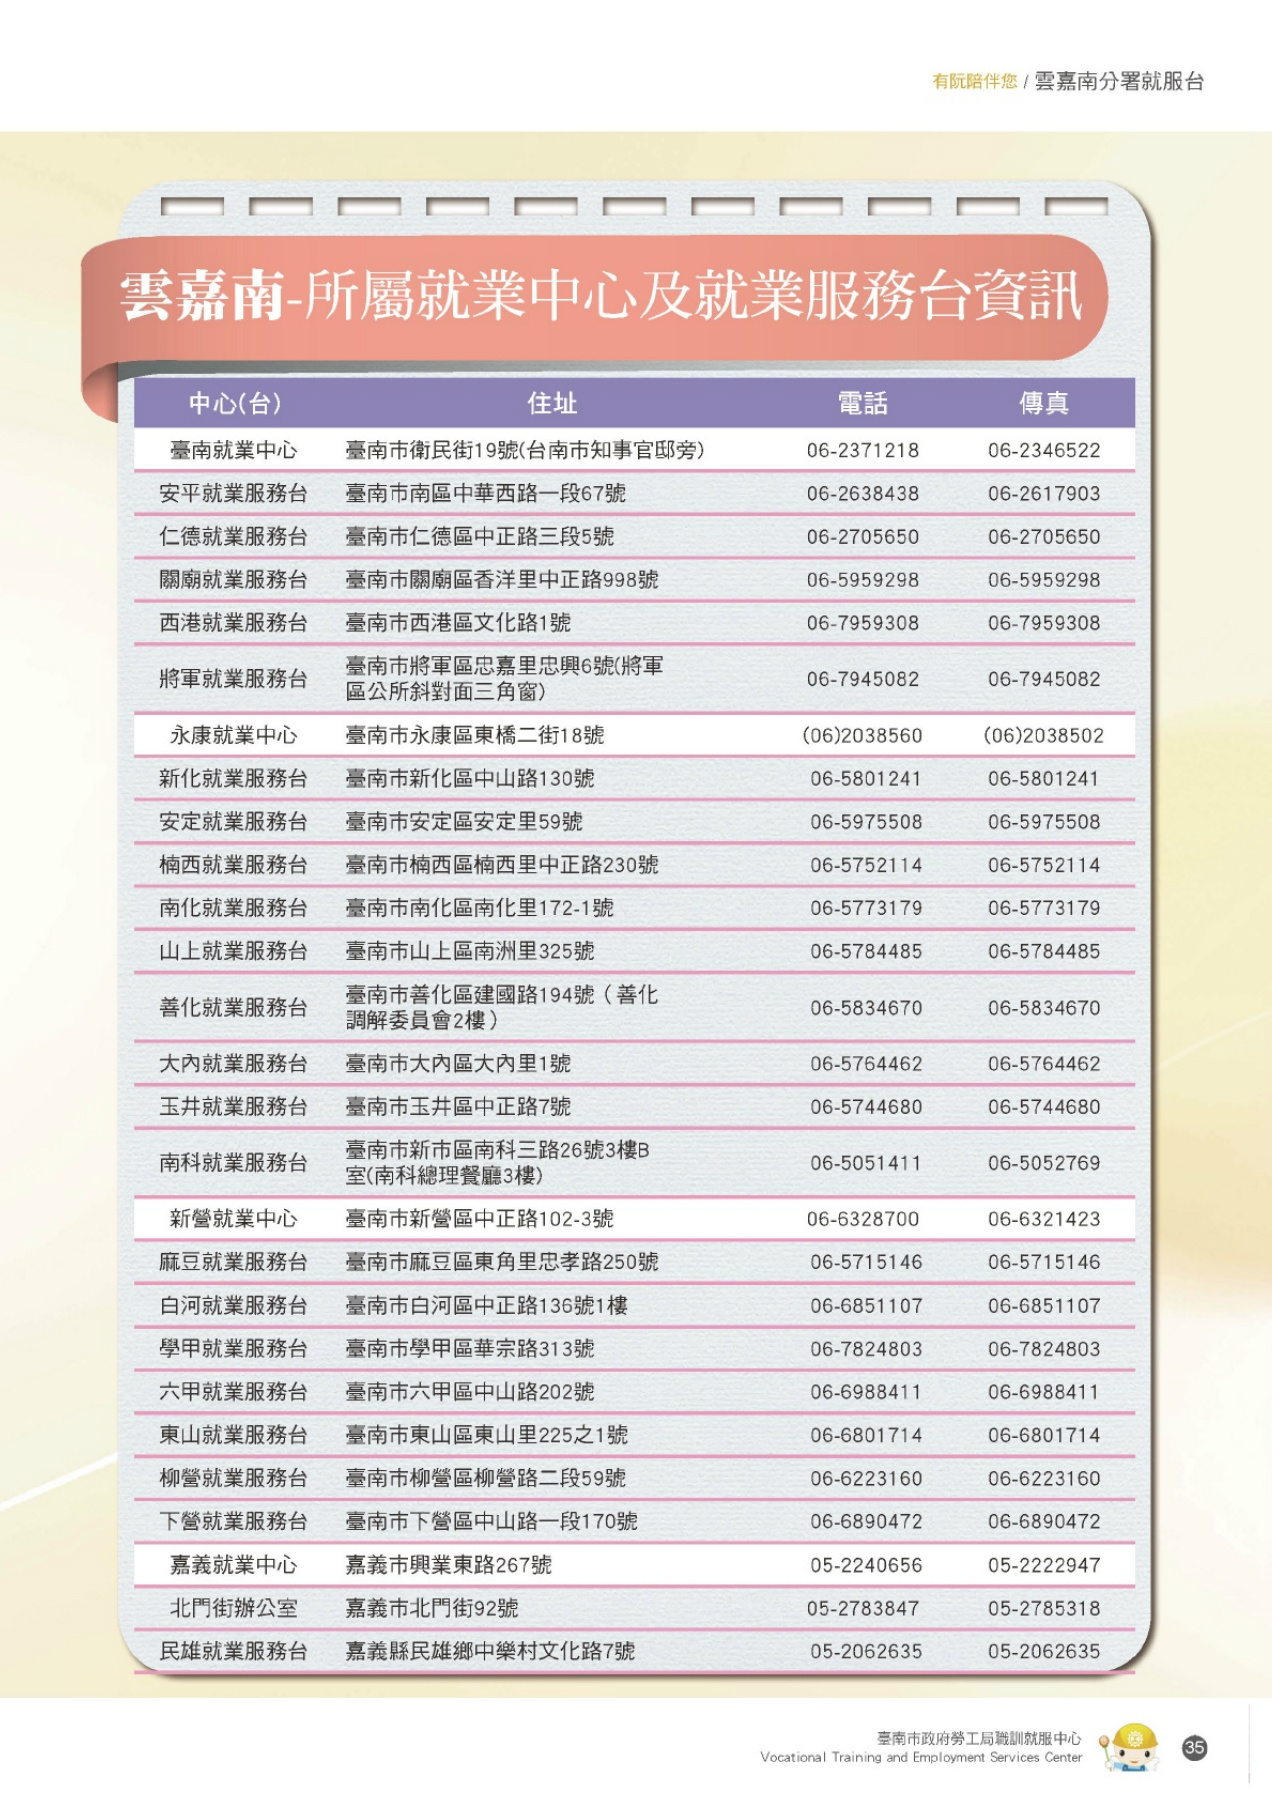 有阮陪伴您 / 雲嘉南分署就服台
雲嘉南-所屬就業中心及就業服務台資訊
中心(台) 住址 電話 傳真
臺南就業中心 臺南市衛民街19號(台南市知事官邸旁) 06-2371218 06-2346522
安平就業服務台 臺南市南區中華西路一段67號 06-2638438 06-2617903
仁德就業服務台 臺南市仁德區中正路三段5號 06-2705650 06-2705650
關廟就業服務台 臺南市關廟區香洋里中正路998號 06-5959298 06-5959298
西港就業服務台 臺南市西港區文化路1號 06-7959308 06-7959308
將軍就業服務台 臺南市將軍區忠嘉里忠興6號(將軍
區公所斜對面三角窗) 06-7945082 06-7945082
永康就業中心 臺南市永康區東橋二街18號 (06)2038560 (06)2038502
新化就業服務台 臺南市新化區中山路130號 06-5801241 06-5801241
安定就業服務台 臺南市安定區安定里59號 06-5975508 06-5975508
楠西就業服務台 臺南市楠西區楠西里中正路230號 06-5752114 06-5752114
南化就業服務台 臺南市南化區南化里172-1號 06-5773179 06-5773179
山上就業服務台 臺南市山上區南洲里325號 06-5784485 06-5784485
善化就業服務台 臺南市善化區建國路194號（善化
調解委員會2樓） 06-5834670 06-5834670
大內就業服務台 臺南市大內區大內里1號 06-5764462 06-5764462
玉井就業服務台 臺南市玉井區中正路7號 06-5744680 06-5744680
南科就業服務台 臺南市新市區南科三路26號3樓B
室(南科總理餐廳3樓) 06-5051411 06-5052769
新營就業中心 臺南市新營區中正路102-3號 06-6328700 06-6321423
麻豆就業服務台 臺南市麻豆區東角里忠孝路250號 06-5715146 06-5715146
白河就業服務台 臺南市白河區中正路136號1樓 06-6851107 06-6851107
學甲就業服務台 臺南市學甲區華宗路313號 06-7824803 06-7824803
六甲就業服務台 臺南市六甲區中山路202號 06-6988411 06-6988411
東山就業服務台 臺南市東山區東山里225之1號 06-6801714 06-6801714
柳營就業服務台 臺南市柳營區柳營路二段59號 06-6223160 06-6223160
下營就業服務台 臺南市下營區中山路一段170號 06-6890472 06-6890472
嘉義就業中心 嘉義市興業東路267號 05-2240656 05-2222947
北門街辦公室 嘉義市北門街92號 05-2783847 05-2785318
民雄就業服務台 嘉義縣民雄鄉中樂村文化路7號 05-2062635 05-2062635
臺南市政府勞工局職訓就服中心
Vocational Training and Employment Services Center
35